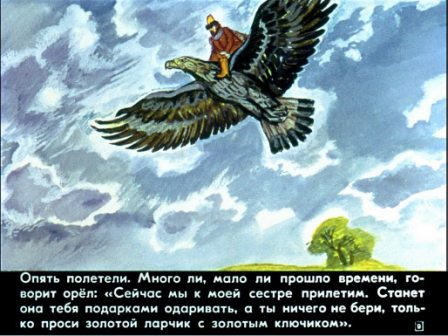 Опять полетели. Много ли, мало ли прошло времени, го-
ворит орёл: «Сейчас мы к моей сестре прилетим. Станет
она тебя подарками одаривать, а ты ничего не бери, толь-
ко проси золотой ларчик с золотым ключиком».